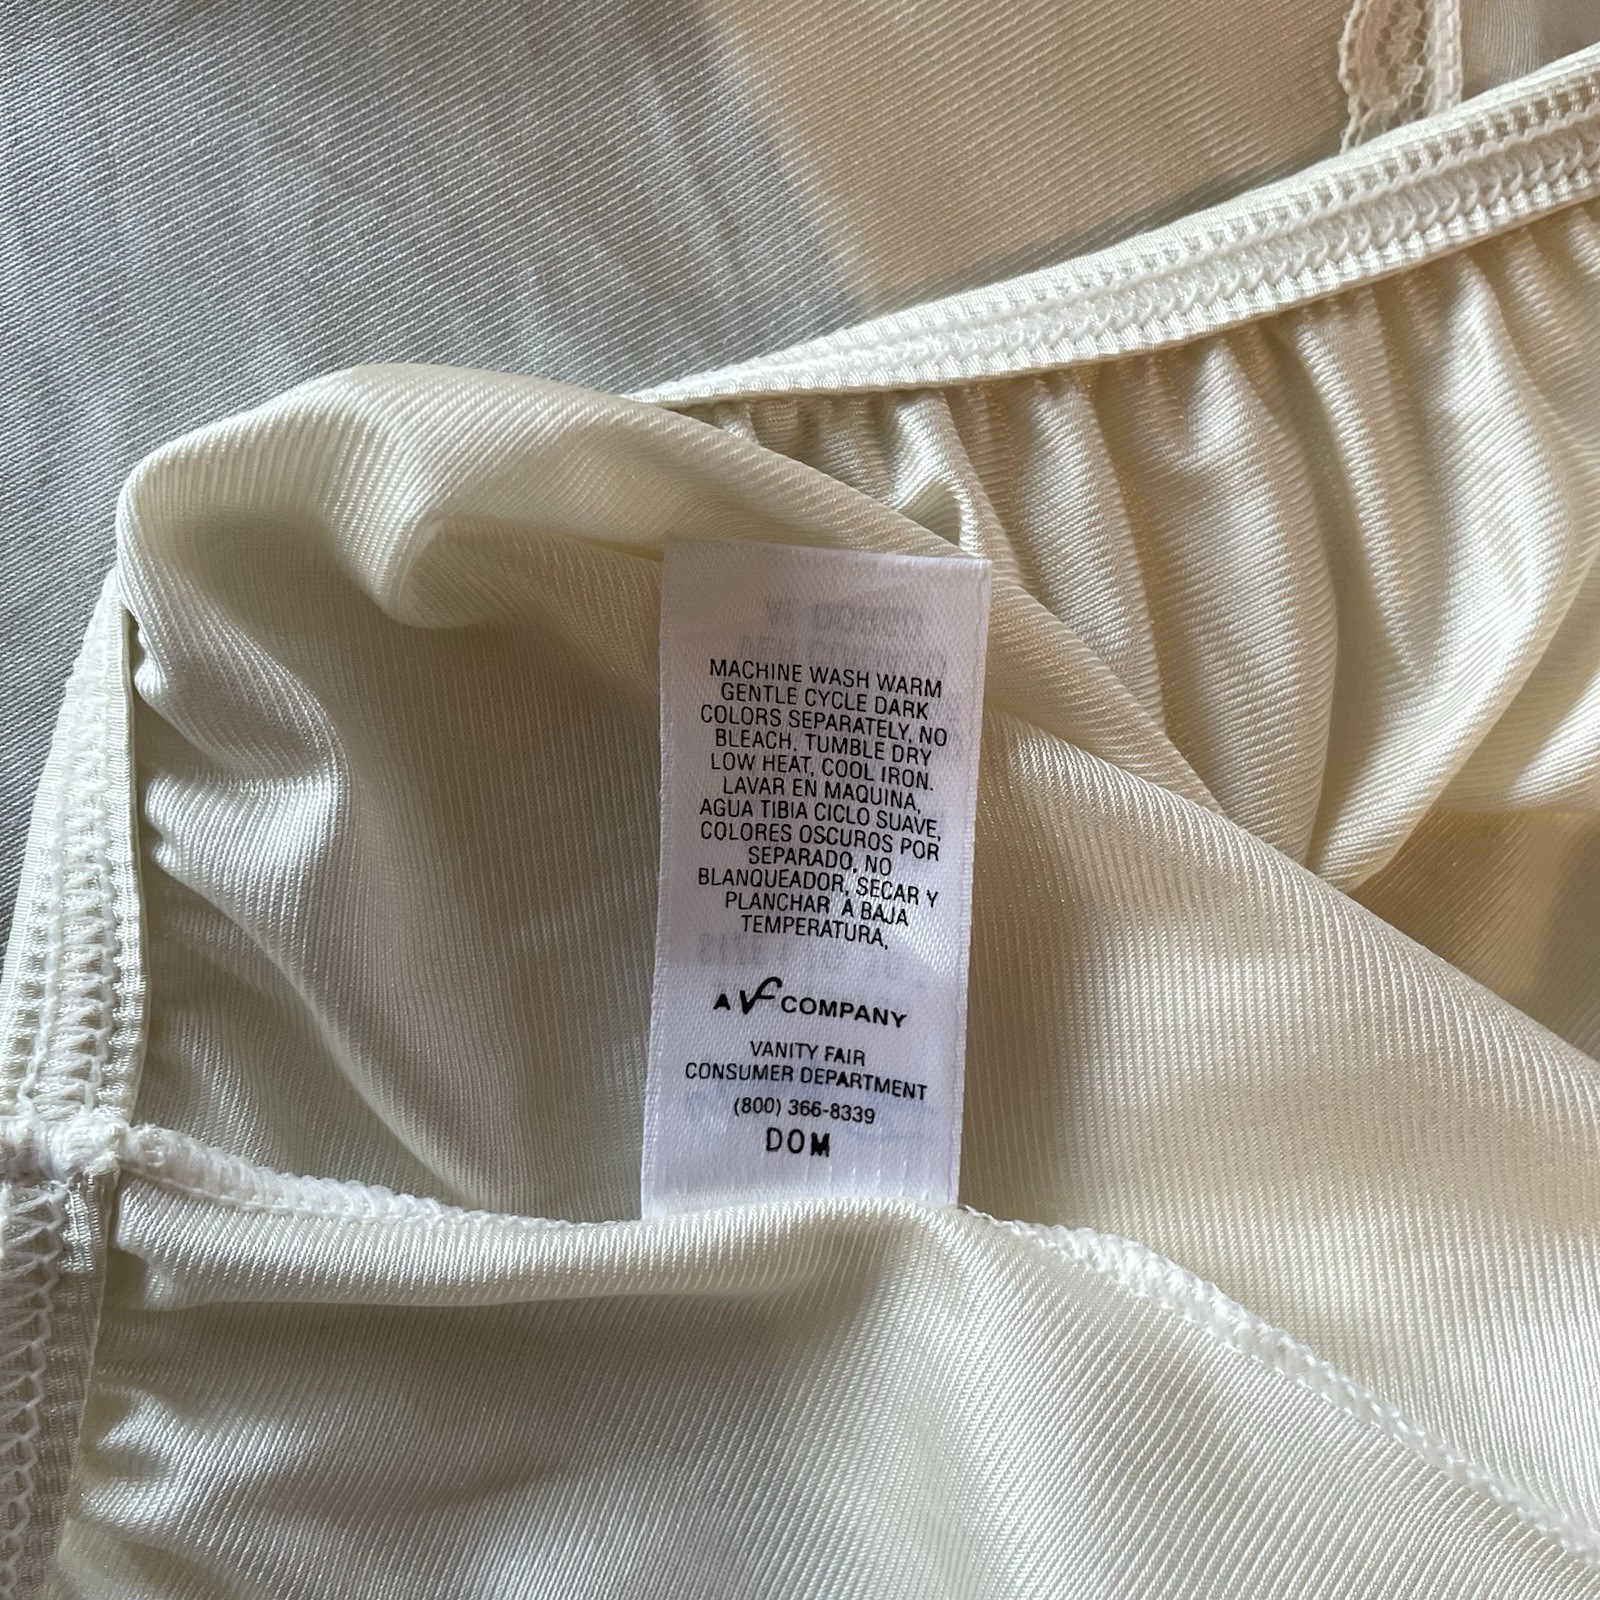 MACHINE WASH WARM
GENTLE CYCLE DARK
COLORS SEPARATELY, NO
BLEACH, TUMBLE DRY
LOW HEAT, COOL IRON.
LAVAR EN MAQUINA,
AGUA TIBIA CICLO SUAVE,
COLORES OSCUROS POR
SEPARADO, NO
BLANQUEADOR, SECAR Y
PLANCHAR A BAJA
TEMPERATURA,
A VF COMPANY
VANITY FAIR
CONSUMER DEPARTMENT
(800) 366-8339
DOM